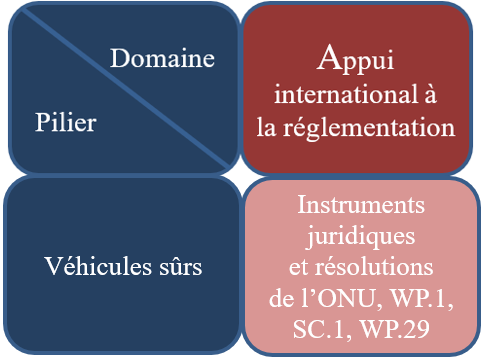 Domaine
Pilier
Appui
international à
la réglementation
Véhicules sûrs
Instruments
juridiques
et résolutions
de l’ONU, WP.1,
SC.1, WP.29